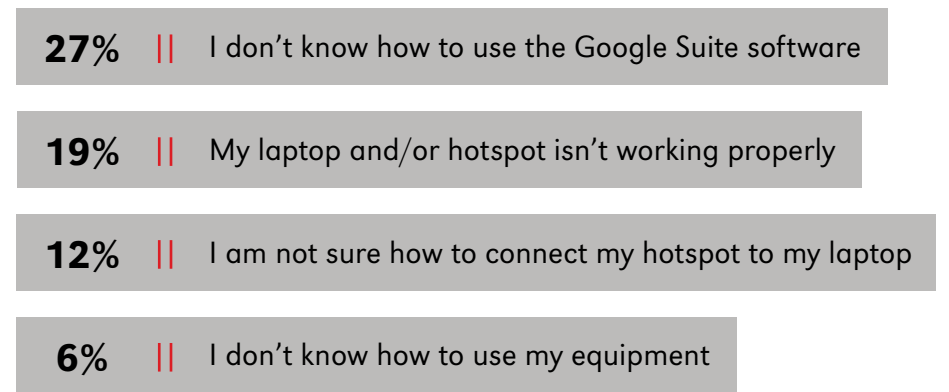 27% || I don’t know how to use the Google Suite software
19% || My laptop and/or hotspot isn’t working properly
12% || I am not sure how to connect my hotspot to my laptop
6% || I don’t know how to use my equipment